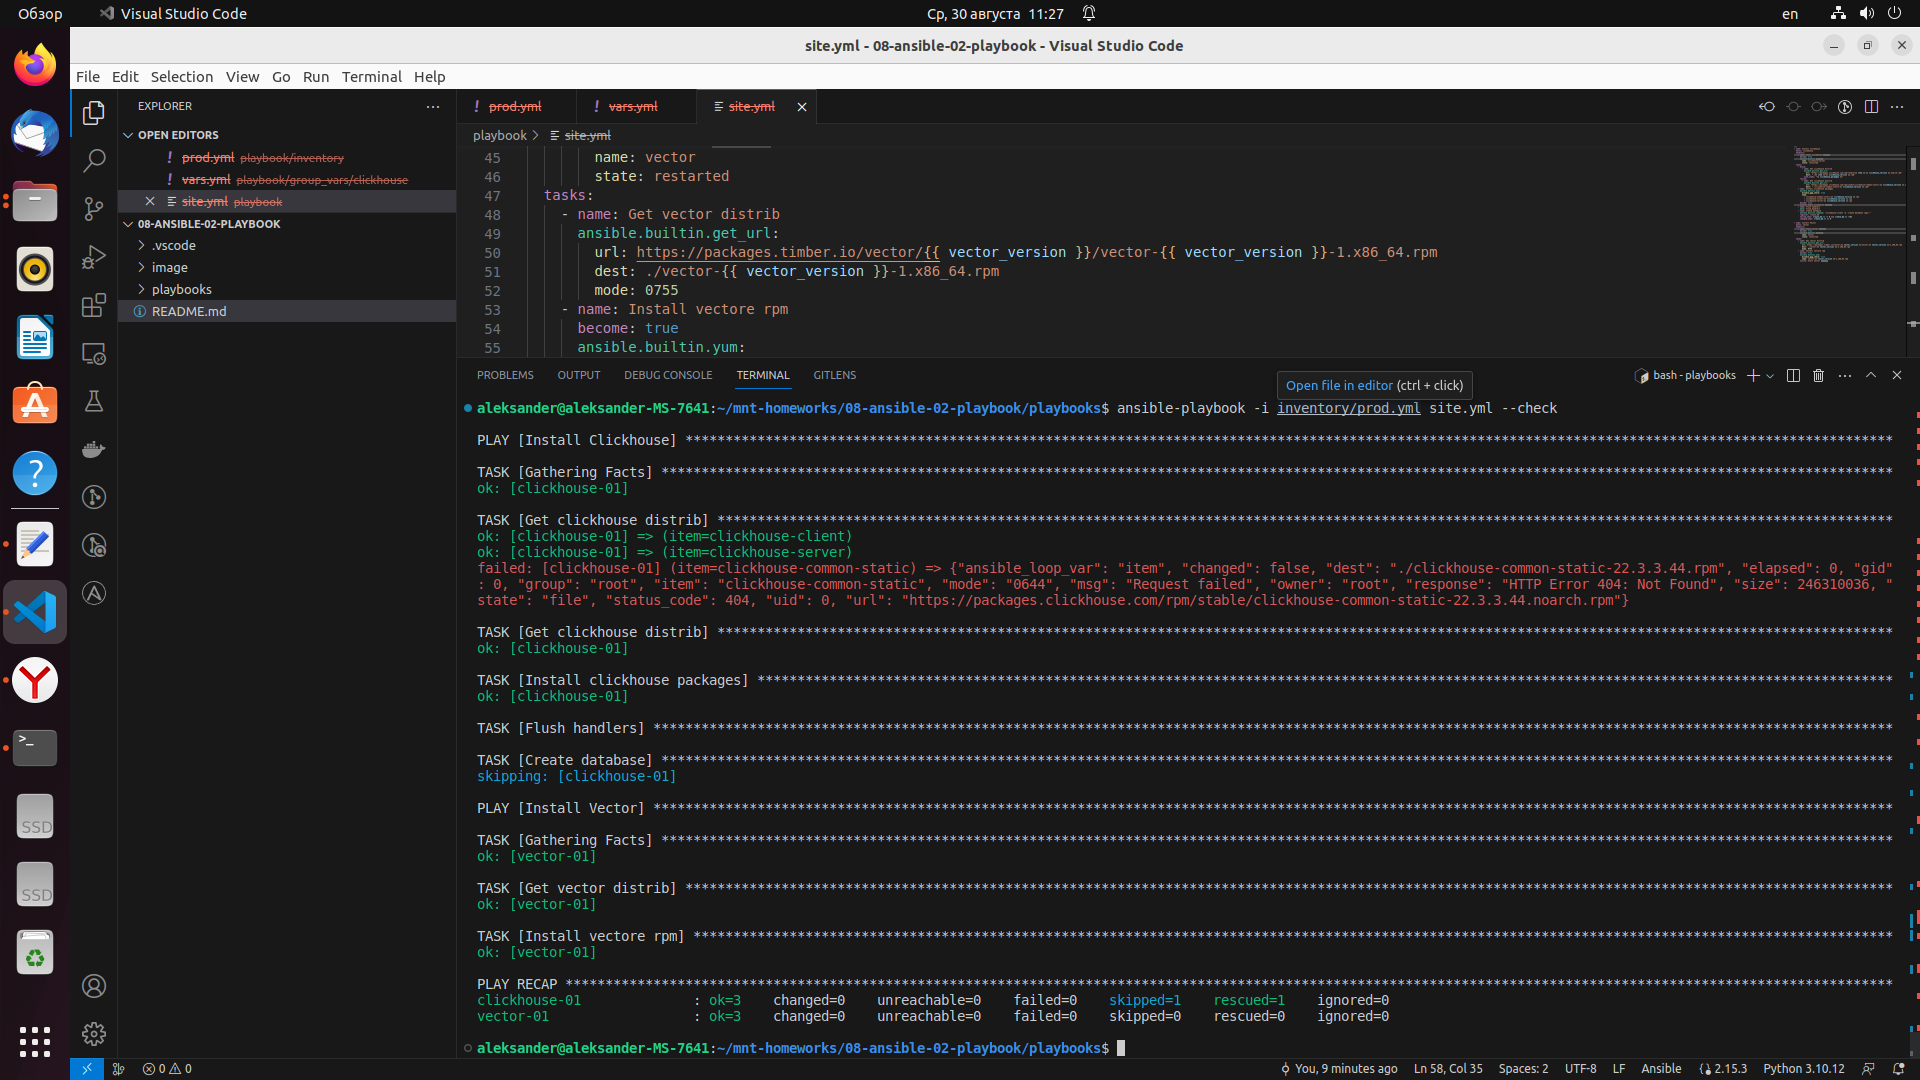 Обзор
Visual Studio Code
Ср, 30 августа 11:27
en
site.yml - 08-ansible-02-playbook - Visual Studio Code
File Edit Selection View Go Run Terminal Help
EXPLORER
OPEN EDITORS
! prod.yml playbook/inventory
! vars.yml playbook/group_vars/clickhouse
site.yml playbook
08-ANSIBLE-02-PLAYBOOK
.vscode
image
playbooks
README.md
! prod.yml
! vars.yml
site.yml
playbook > site.yml
45 name: vector
46 state: restarted
47 tasks:
48 - name: Get vector distrib
49 ansible.builtin.get_url:
50 url: https://packages.timber.io/vector/{{ vector_version }}/vector-{{ vector_version }}-1.x86_64.rpm
51 dest: ./vector-{{ vector_version }}-1.x86_64.rpm
52 mode: 0755
53 - name: Install vectore rpm
54 become: true
55 ansible.builtin.yum:
PROBLEMS OUTPUT DEBUG CONSOLE TERMINAL GITLENS
bash - playbooks
Open file in editor (ctrl + click)
aleksander@aleksander-MS-7641:~/mnt-homeworks/08-ansible-02-playbook/playbooks$ ansible-playbook -i inventory/prod.yml site.yml --check
PLAY [Install Clickhouse] ****
TASK [Gathering Facts] ****
ok: [clickhouse-01]
TASK [Get clickhouse distrib] ****
ok: [clickhouse-01] => (item=clickhouse-client)
ok: [clickhouse-01] => (item=clickhouse-server)
failed: [clickhouse-01] (item=clickhouse-common-static) => {"ansible_loop_var": "item", "changed": false, "dest": "./clickhouse-common-static-22.3.3.44.rpm", "elapsed": 0, "gid"
: 0, "group": "root", "item": "clickhouse-common-static", "mode": "0644", "msg": "Request failed", "owner": "root", "response": "HTTP Error 404: Not Found", "size": 246310036, "
state": "file", "status_code": 404, "uid": 0, "url": "https://packages.clickhouse.com/rpm/stable/clickhouse-common-static-22.3.3.44.noarch.rpm"}
TASK [Get clickhouse distrib] ****
ok: [clickhouse-01]
TASK [Install clickhouse packages] ****
ok: [clickhouse-01]
TASK [Flush handlers] ****
TASK [Create database] ****
skipping: [clickhouse-01]
PLAY [Install Vector] ****
TASK [Gathering Facts] ****
ok: [vector-01]
TASK [Get vector distrib] ****
ok: [vector-01]
TASK [Install vectore rpm] ****
ok: [vector-01]
PLAY RECAP ****
clickhouse-01 : ok=3 changed=0 unreachable=0 failed=0 skipped=1 rescued=1 ignored=0
vector-01 : ok=3 changed=0 unreachable=0 failed=0 skipped=0 rescued=0 ignored=0
aleksander@aleksander-MS-7641:~/mnt-homeworks/08-ansible-02-playbook/playbooks$
SSD
SSD
0 0
You, 9 minutes ago Ln 58, Col 35 Spaces: 2 UTF-8 LF Ansible 2.15.3 Python 3.10.12